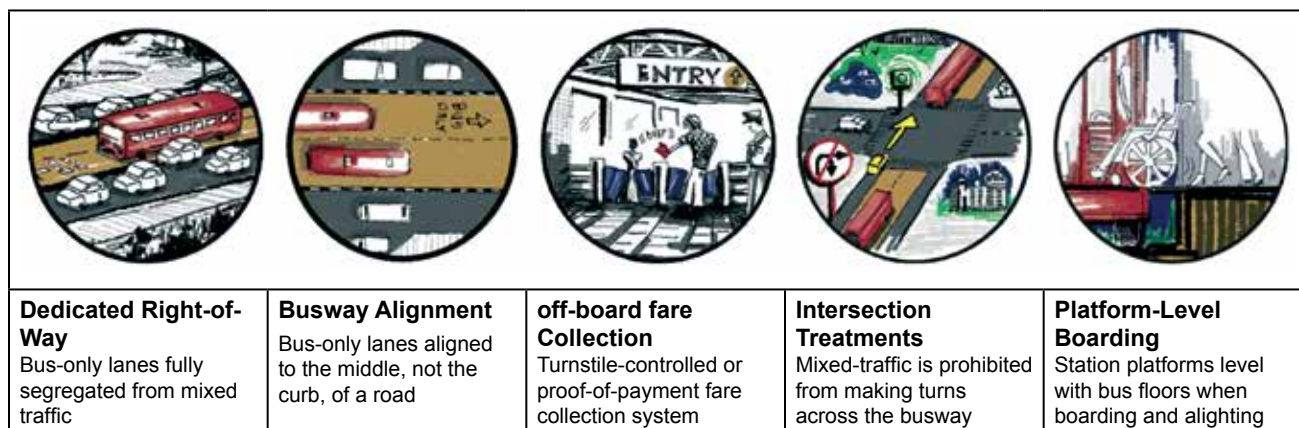 BUS
ONLY
ENTRY
Dedicated Right-of-
Way
Bus-only lanes fully
segregated from mixed
traffic
Busway Alignment
Bus-only lanes aligned
to the middle, not the
curb, of a road
off-board fare
Collection
Turnstile-controlled or
proof-of-payment fare
collection system
Intersection
Treatments
Mixed-traffic is prohibited
from making turns
across the busway
Platform-Level
Boarding
Station platforms level
with bus floors when
boarding and alighting